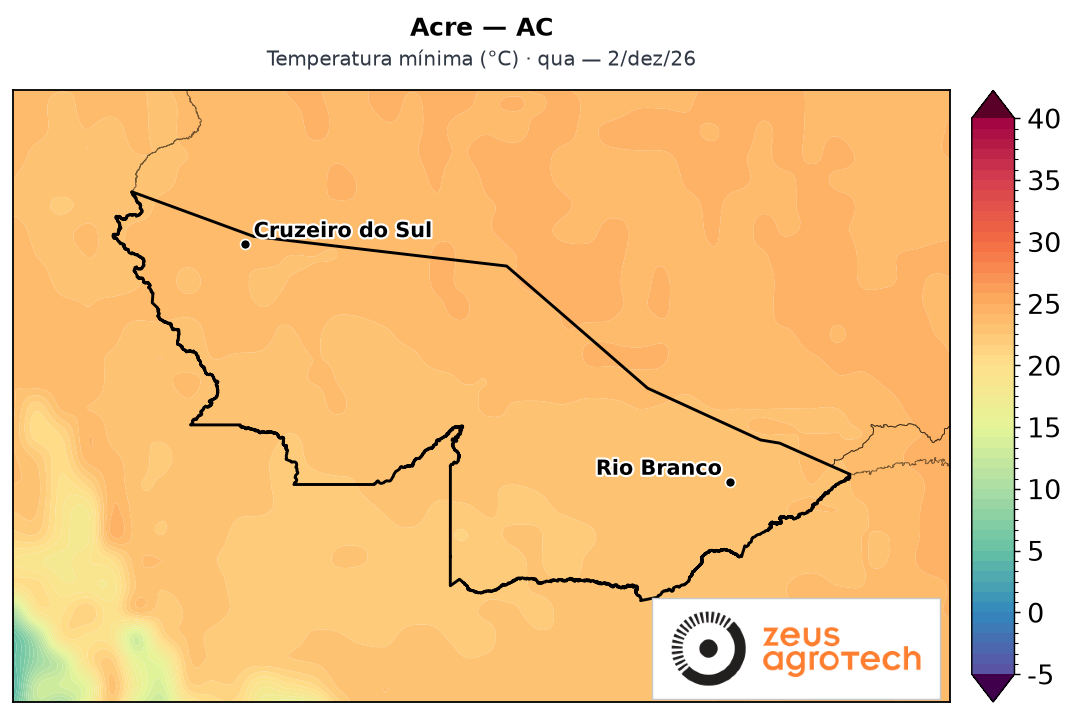 Acre — AC
Temperatura mínima (°C) · qua — 2/dez/26
40
35
30
25
20
15
10
5
0
-5
Cruzeiro do Sul
Rio Branco
zeus
agrotech